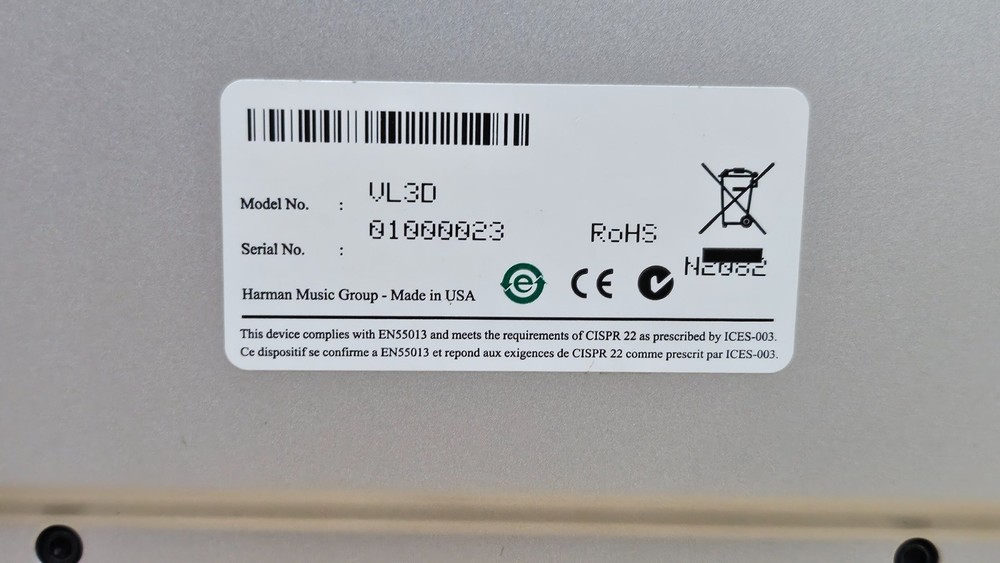 Model No. : VL3D
Serial No. : 01000023
RoHS
N2082
Harman Music Group - Made in USA
e CE
This device complies with EN55013 and meets the requirements of CISPR 22 as prescribed by ICES-003.
Ce dispositif se confirme a EN55013 et repond aux exigences de CISPR 22 comme prescrit par ICES-003.